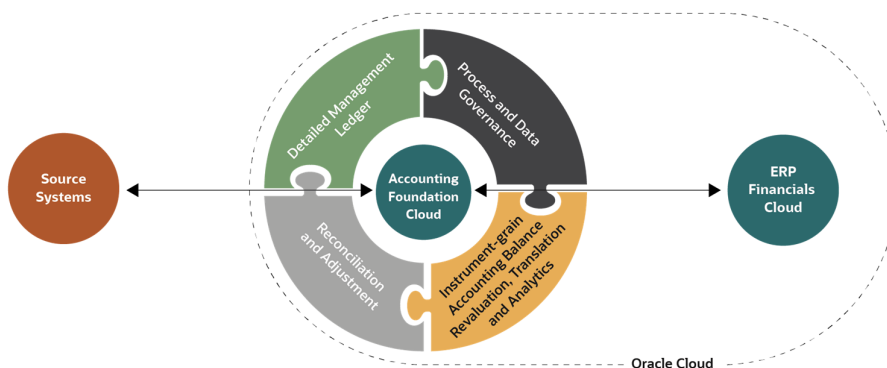 Source
Systems
Detailed Management
Ledger
Process and Data
Governance
Accounting
Foundation
Cloud
Reconciliation
and Adjustment
Instrument-grain
Accounting Balance
Revaluation, Translation
and Analytics
ERP
Financials
Cloud
Oracle Cloud